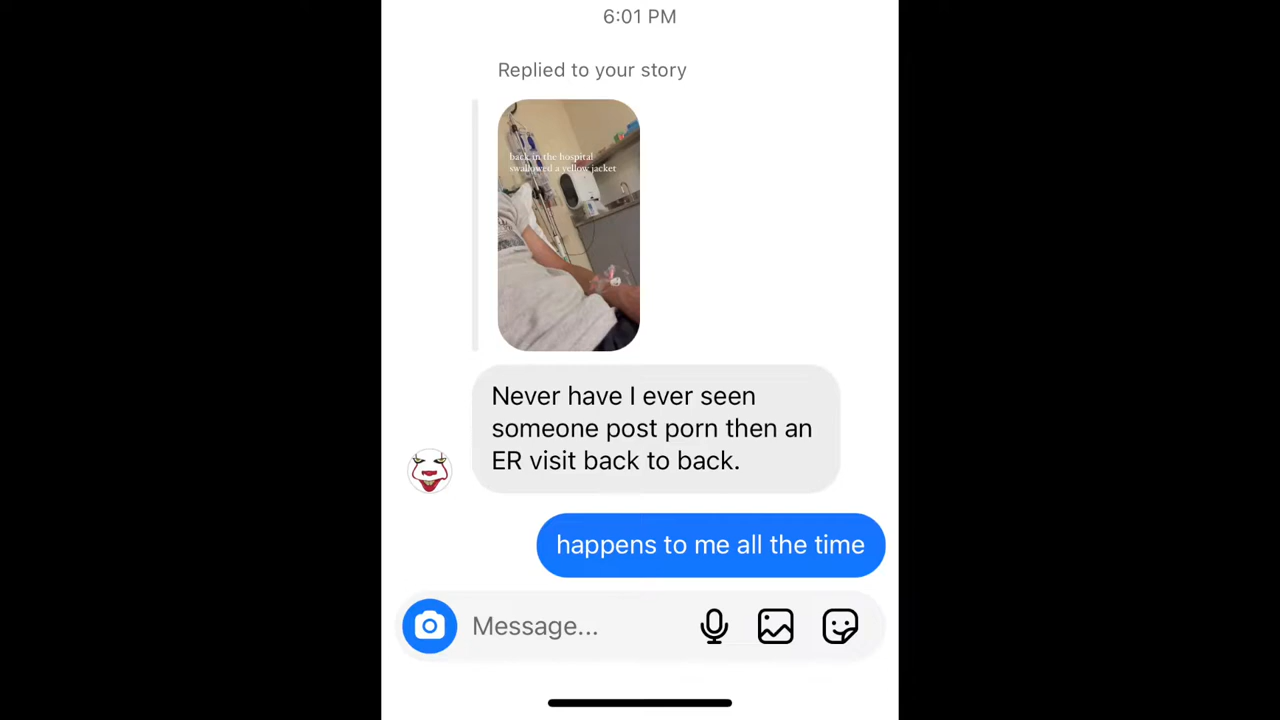 6:01 PM
Replied to your story
back in the hospital
swallowed a yellow jacket
Never have I ever seen
someone post porn then an
ER visit back to back.
happens to me all the time
Message...